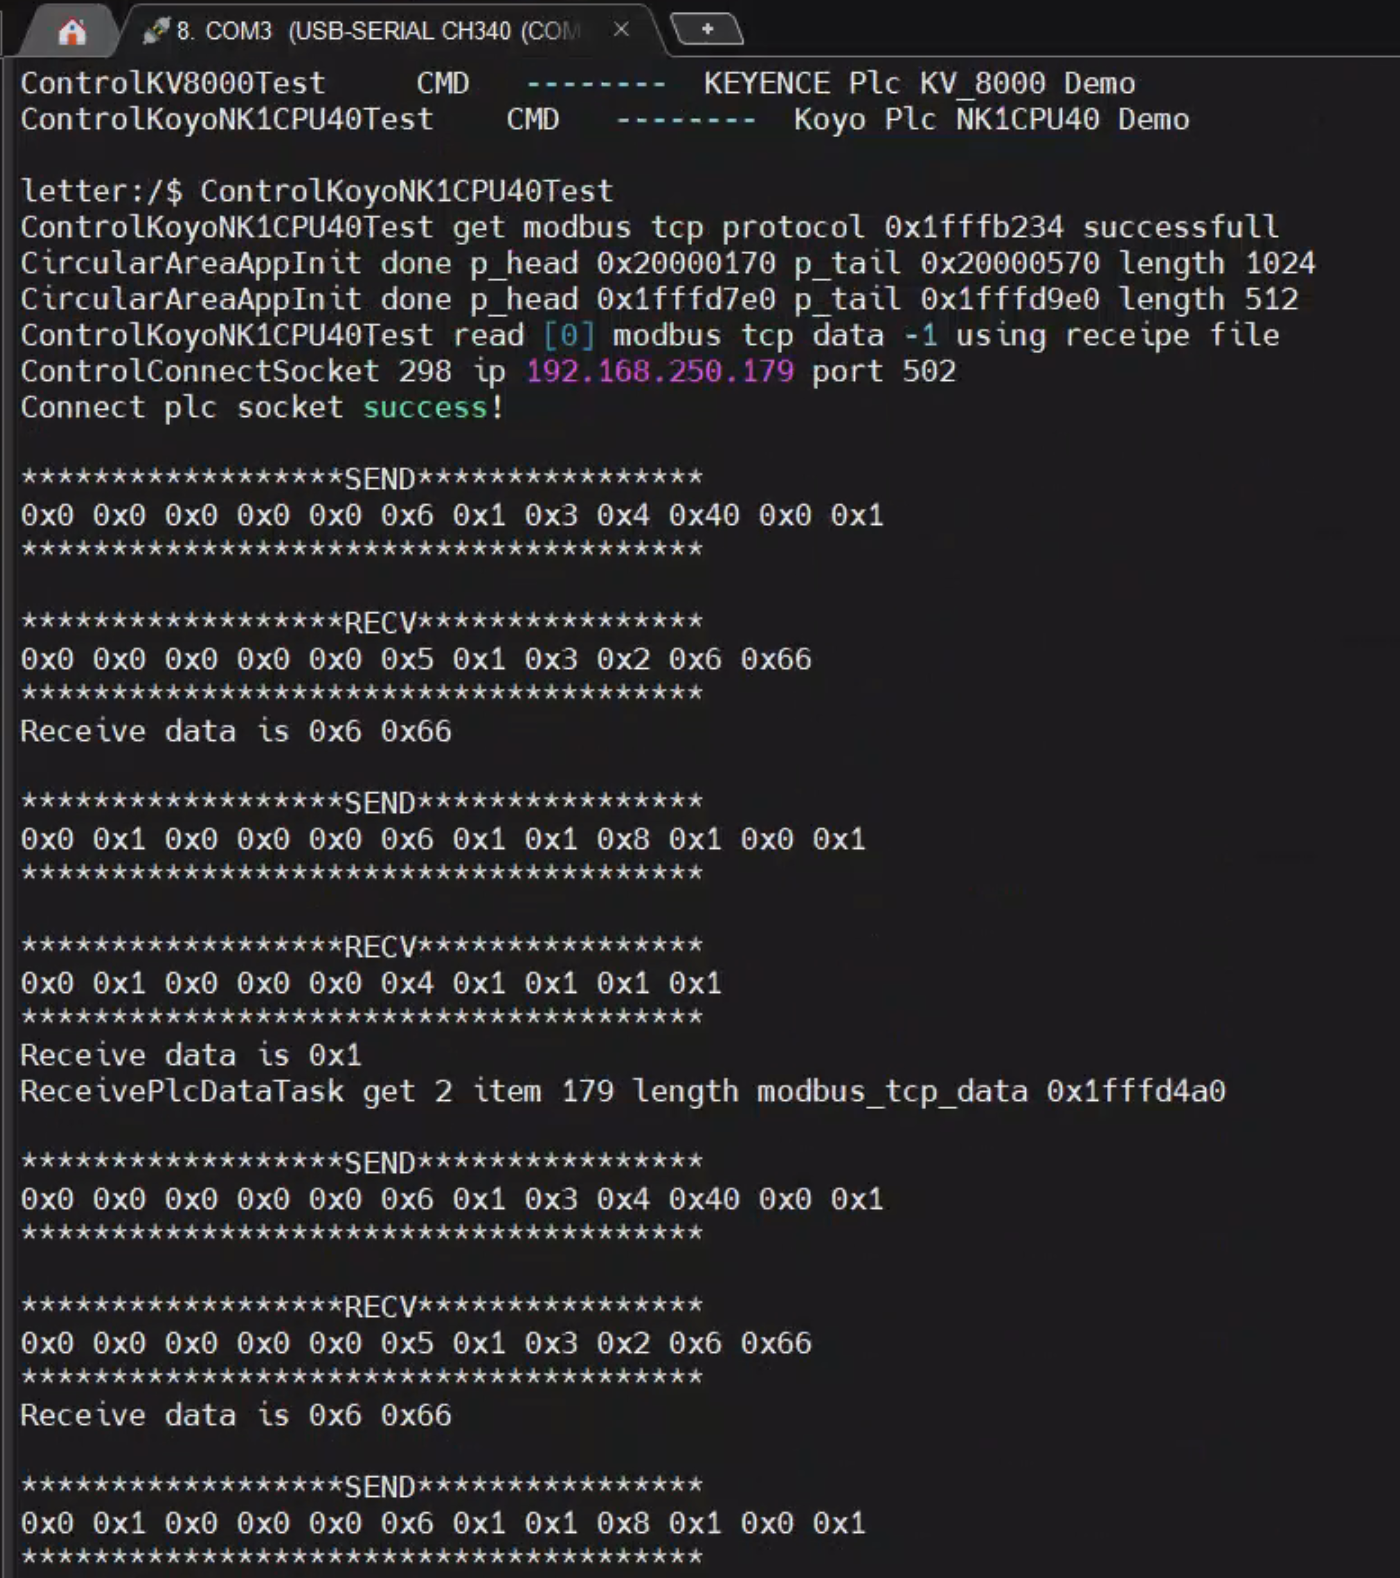 8. COM3 (USB-SERIAL CH340 (COM
ControlKV8000Test CMD -------- KEYENCE Plc KV_8000 Demo
ControlKoyoNK1CPU40Test CMD -------- Koyo Plc NK1CPU40 Demo
letter:/$ ControlKoyoNK1CPU40Test
ControlKoyoNK1CPU40Test get modbus tcp protocol 0x1fffb234 successfull
CircularAreaAppInit done p_head 0x20000170 p_tail 0x20000570 length 1024
CircularAreaAppInit done p_head 0x1fffd7e0 p_tail 0x1fffd9e0 length 512
ControlKoyoNK1CPU40Test read [0] modbus tcp data -1 using receipe file
ControlConnectSocket 298 ip 192.168.250.179 port 502
Connect plc socket success!
******************SEND****************
0x0 0x0 0x0 0x0 0x0 0x6 0x1 0x3 0x4 0x40 0x0 0x1
**************************************
******************RECV****************
0x0 0x0 0x0 0x0 0x0 0x5 0x1 0x3 0x2 0x6 0x66
**************************************
Receive data is 0x6 0x66
******************SEND****************
0x0 0x1 0x0 0x0 0x0 0x6 0x1 0x1 0x8 0x1 0x0 0x1
**************************************
******************RECV****************
0x0 0x1 0x0 0x0 0x0 0x4 0x1 0x1 0x1 0x1
**************************************
Receive data is 0x1
ReceivePlcDataTask get 2 item 179 length modbus_tcp_data 0x1fffd4a0
******************SEND****************
0x0 0x0 0x0 0x0 0x0 0x6 0x1 0x3 0x4 0x40 0x0 0x1
**************************************
******************RECV****************
0x0 0x0 0x0 0x0 0x0 0x5 0x1 0x3 0x2 0x6 0x66
**************************************
Receive data is 0x6 0x66
******************SEND****************
0x0 0x1 0x0 0x0 0x0 0x6 0x1 0x1 0x8 0x1 0x0 0x1
**************************************